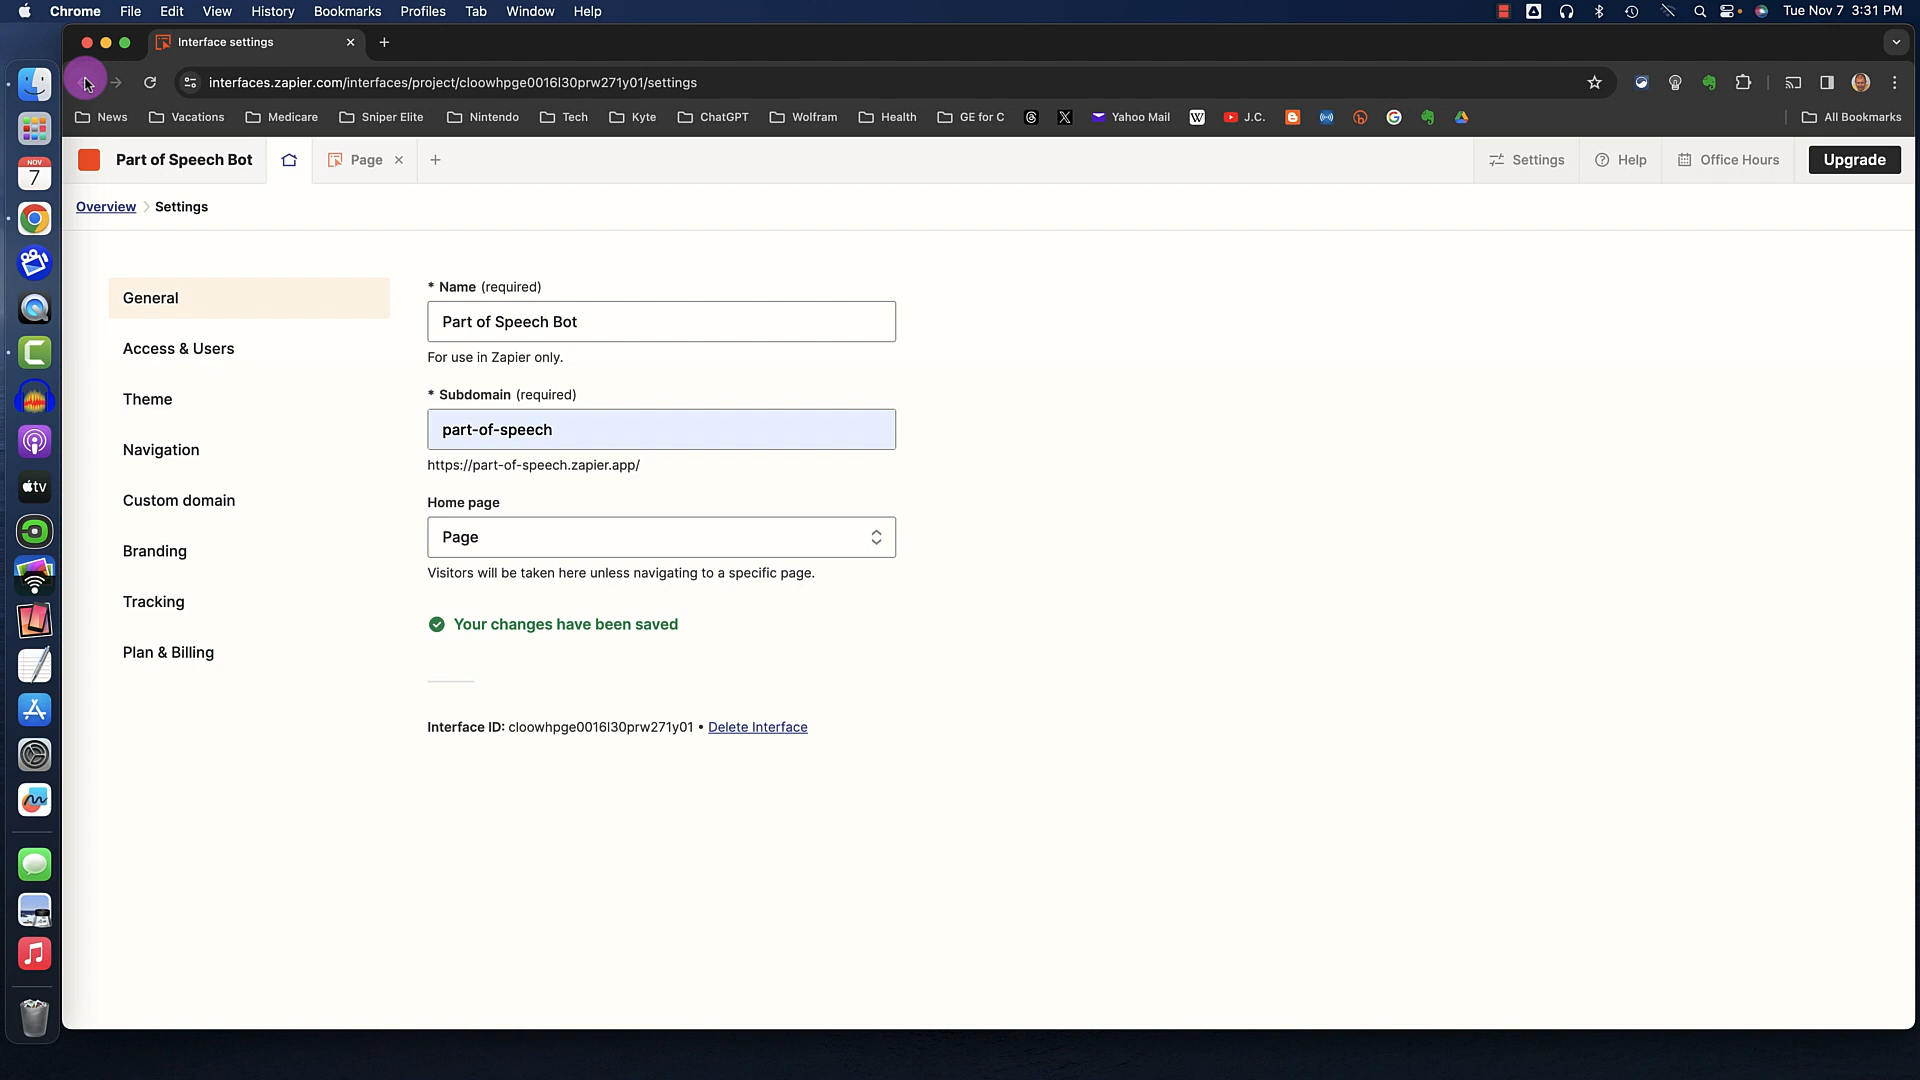 Chrome File Edit View History Bookmarks Profiles Tab Window Help Tue Nov 7 3:31 PM
Interface settings
interfaces.zapier.com/interfaces/project/cloowhpge0016l30prw271y01/settings
News Vacations Medicare Sniper Elite Nintendo Tech Kyte ChatGPT Wolfram Health GE for C Yahoo Mail W J.C. All Bookmarks
Part of Speech Bot Page Settings Help Office Hours Upgrade
Overview Settings
General
Access & Users
Theme
Navigation
Custom domain
Branding
Tracking
Plan & Billing
* Name (required)
Part of Speech Bot
For use in Zapier only.
* Subdomain (required)
part-of-speech
https://part-of-speech.zapier.app/
Home page
Page
Visitors will be taken here unless navigating to a specific page.
Your changes have been saved
Interface ID: cloowhpge0016l30prw271y01 • Delete Interface
NOV
7
tv